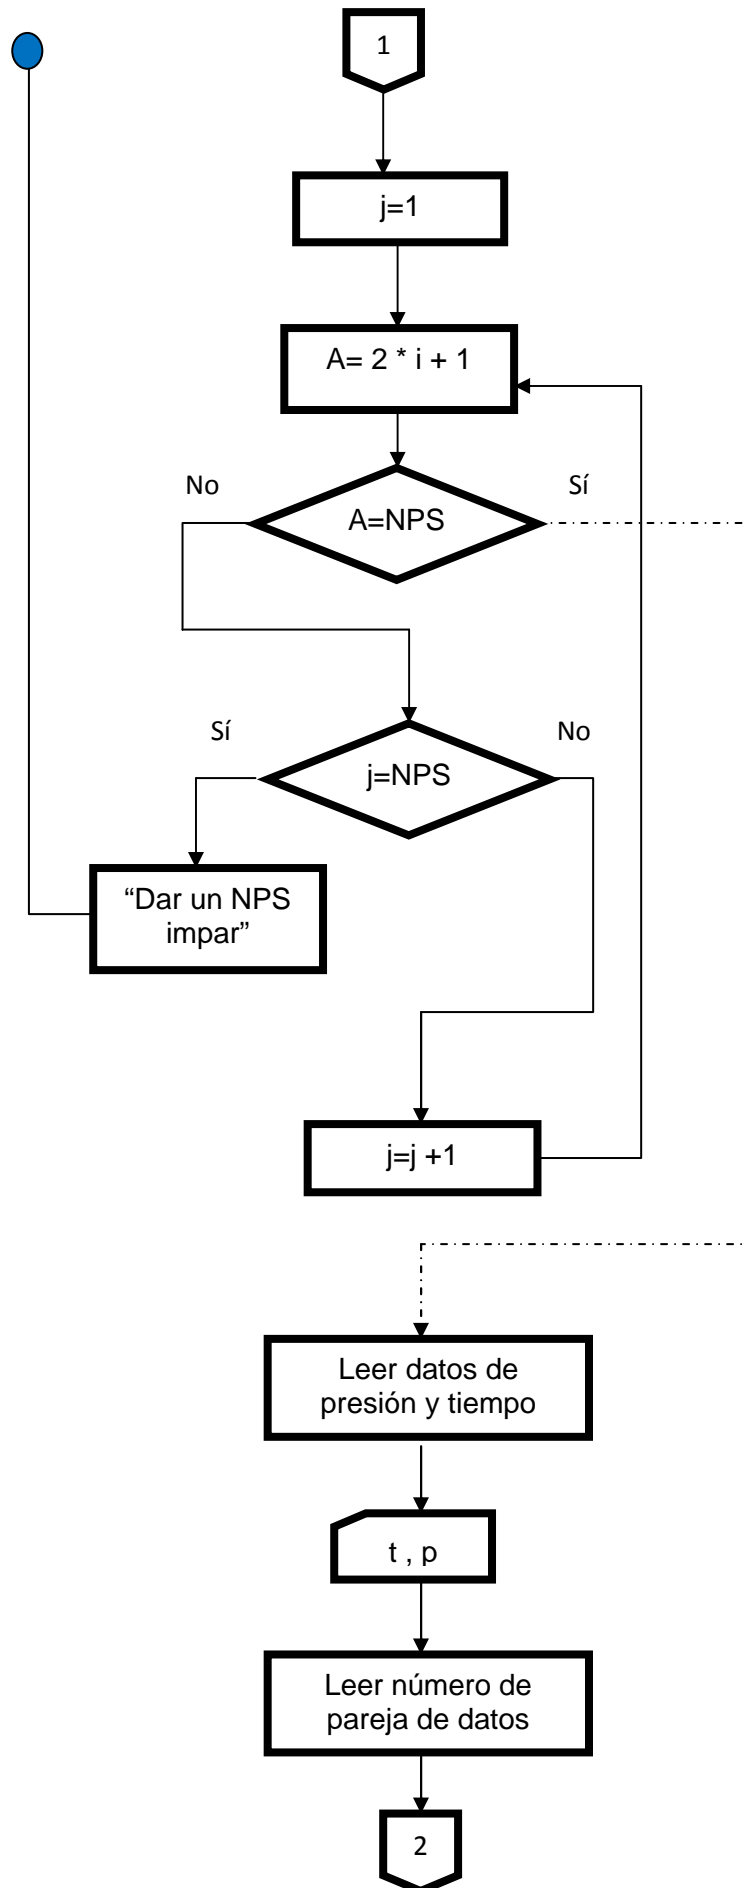 1
j=1
A= 2 * i + 1
No
Sí
A=NPS
Sí
No
j=NPS
“Dar un NPS
impar”
j=j +1
Leer datos de
presión y tiempo
t , p
Leer número de
pareja de datos
2